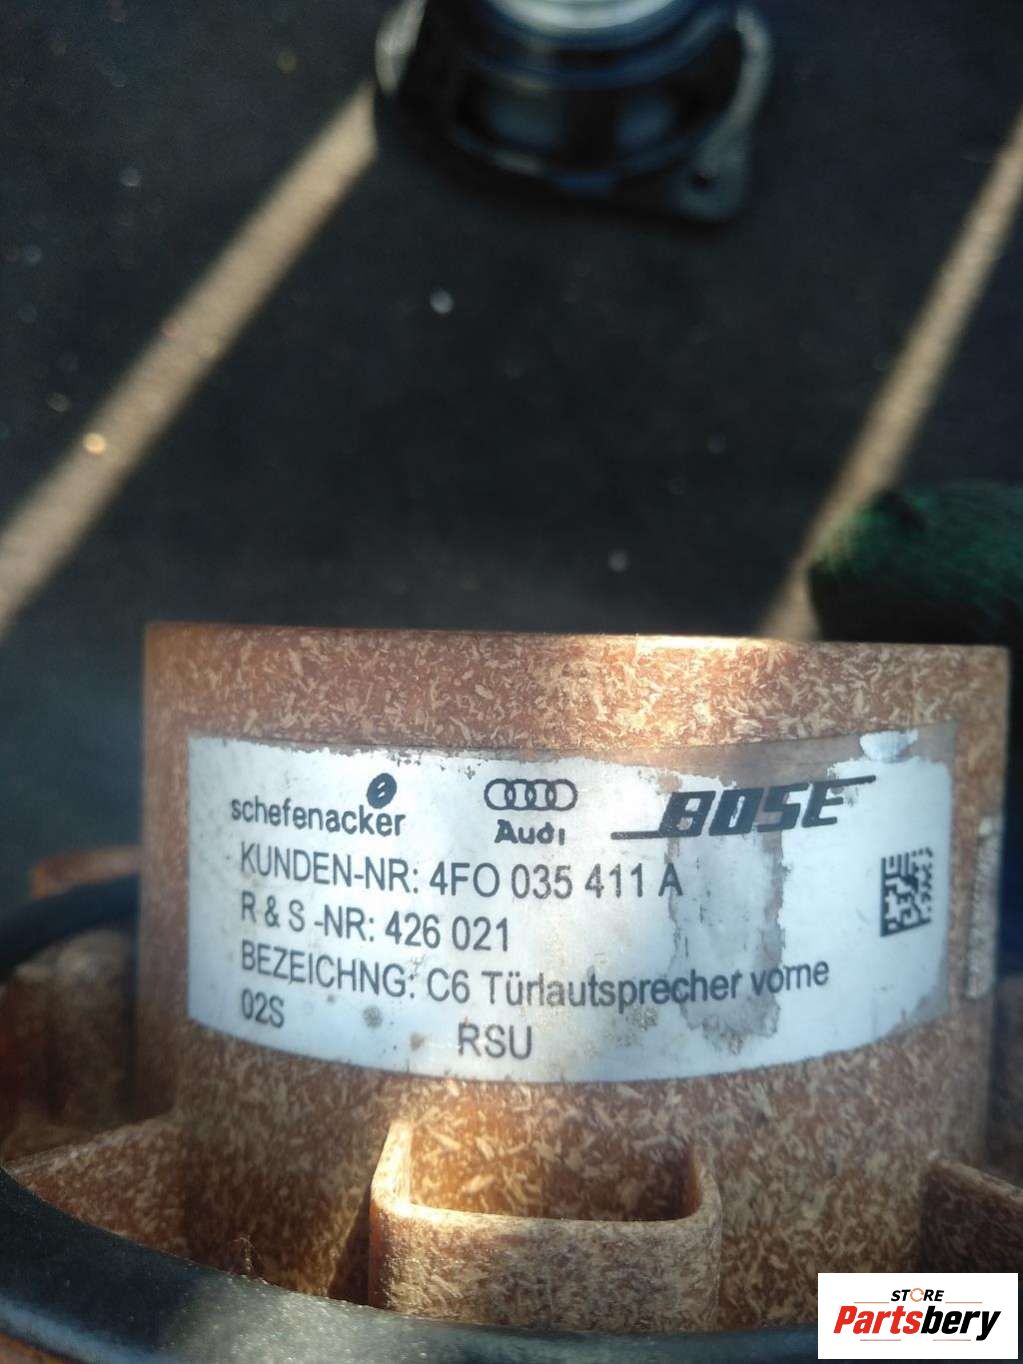 schefenacker Audi BOSE
KUNDEN-NR: 4FO 035 411 A
R & S -NR: 426 021
BEZEICHNG: C6 Türlautsprecher vorne
02S RSU
STORE
Partsbery